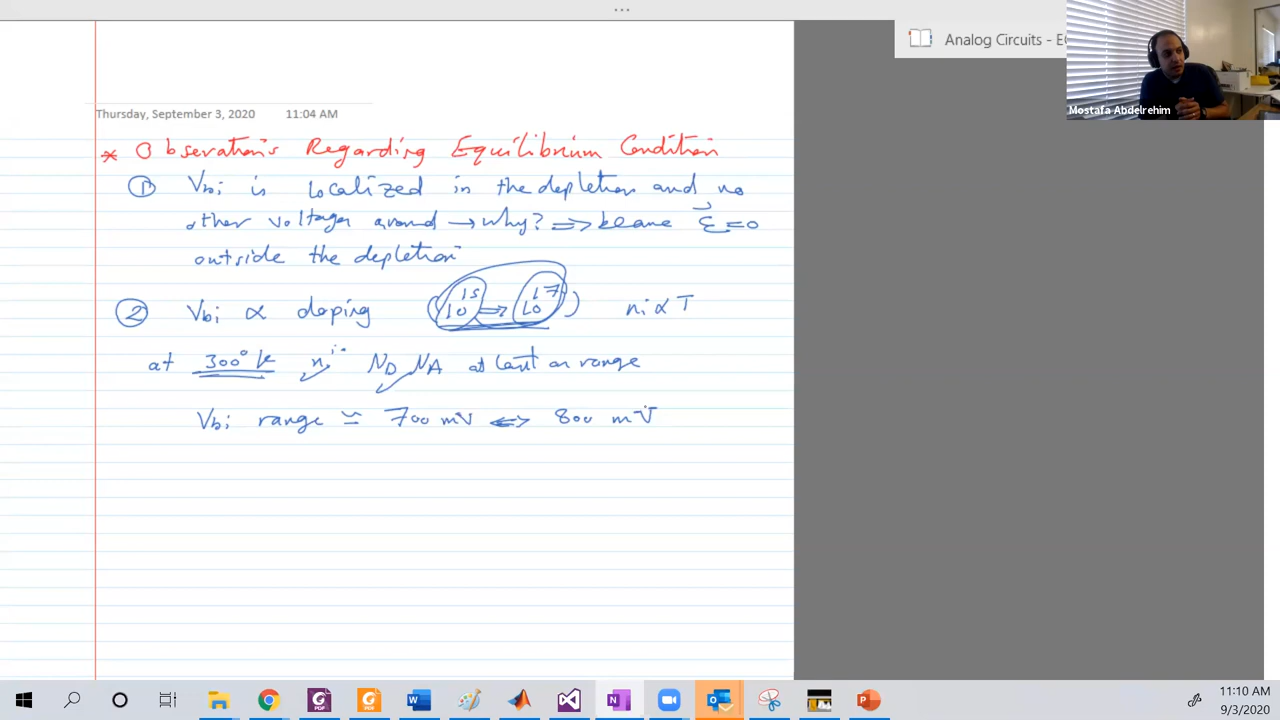 Analog Circuits - E
Mostafa Abdelrehim
Thursday, September 3, 2020 11:04 AM
* Observations Regarding Equilibrium Condition
① Vbi is localized in the depletion and no
other voltages around → why? ⇒ because ε = 0
outside the depletion
② Vbi ∝ doping (10^15 ⇒ 10^17) ni ∝ T
at 300°K ni ND NA at least on range
Vbi range ≃ 700 mV ↔ 800 mV
11:10 AM
9/3/2020